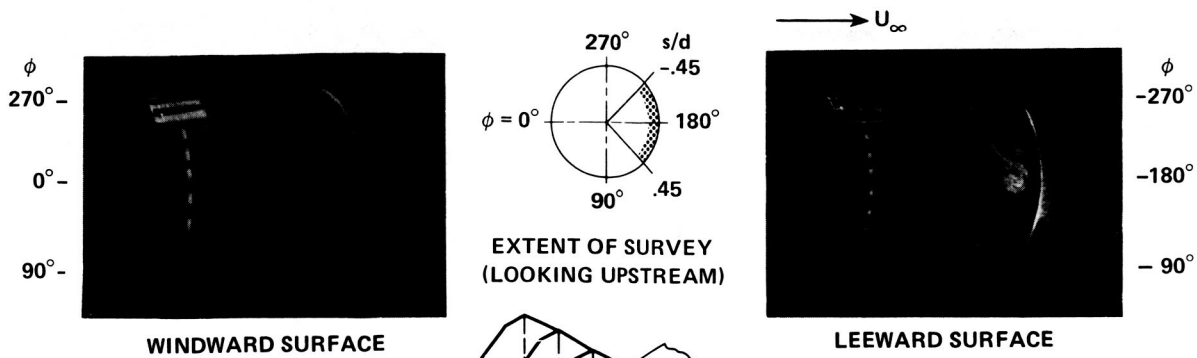 U∞
270° s/d
-.45
ϕ
270° –
ϕ = 0° 180°
0° –
90° .45
90° –
EXTENT OF SURVEY
(LOOKING UPSTREAM)
WINDWARD SURFACE
ϕ
–270°
–180°
– 90°
LEEWARD SURFACE